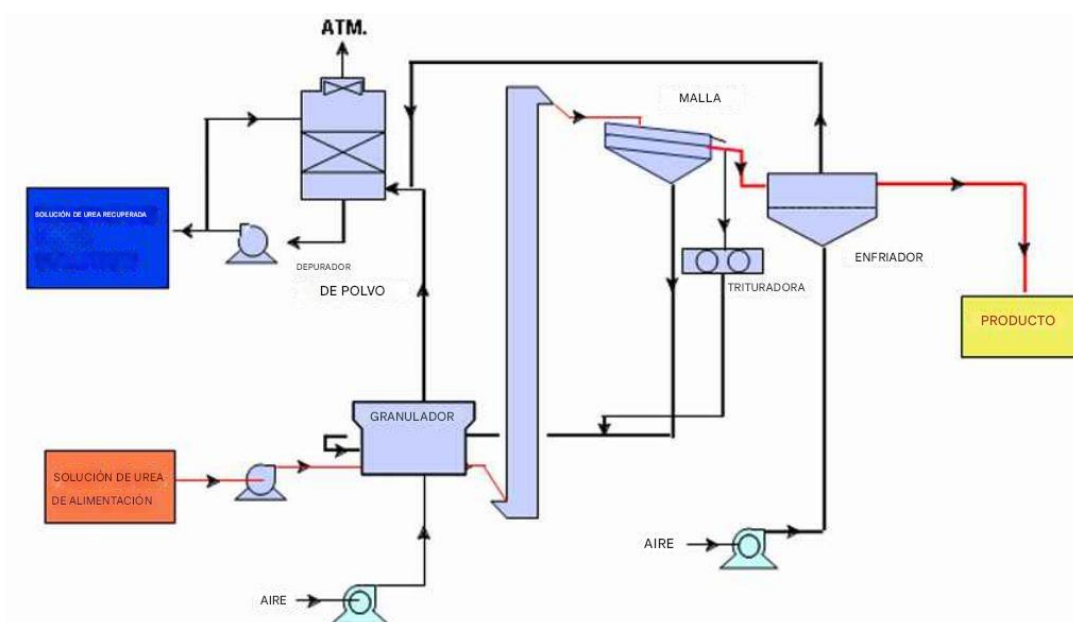 ATM.
MALLA
SOLUCIÓN DE UREA RECUPERADA
DEPURADOR
DE POLVO
ENFRIADOR
TRITURADORA
PRODUCTO
GRANULADOR
SOLUCIÓN DE UREA
DE ALIMENTACIÓN
AIRE
AIRE